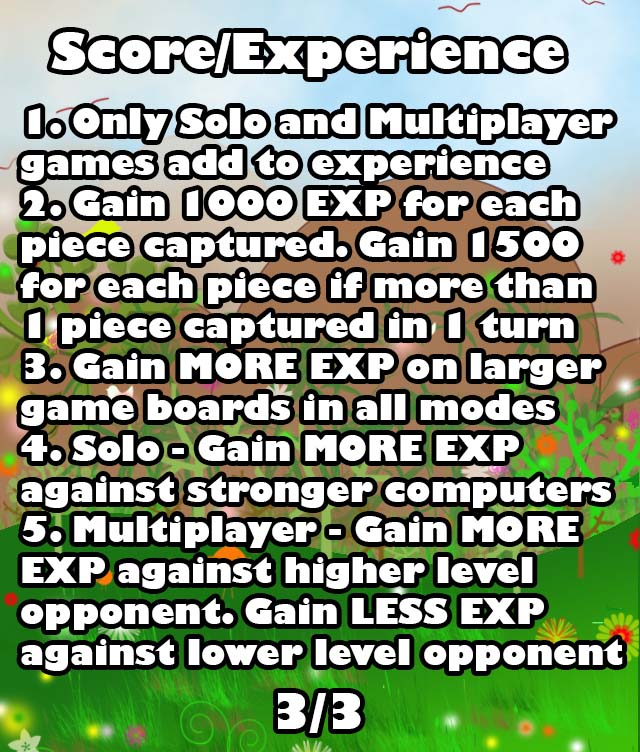 Score/Experience
1. Only Solo and Multiplayer
games add to experience
2. Gain 1000 EXP for each
piece captured. Gain 1500
for each piece if more than
1 piece captured in 1 turn
3. Gain MORE EXP on larger
game boards in all modes
4. Solo - Gain MORE EXP
against stronger computers
5. Multiplayer - Gain MORE
EXP against higher level
opponent. Gain LESS EXP
against lower level opponent
3/3